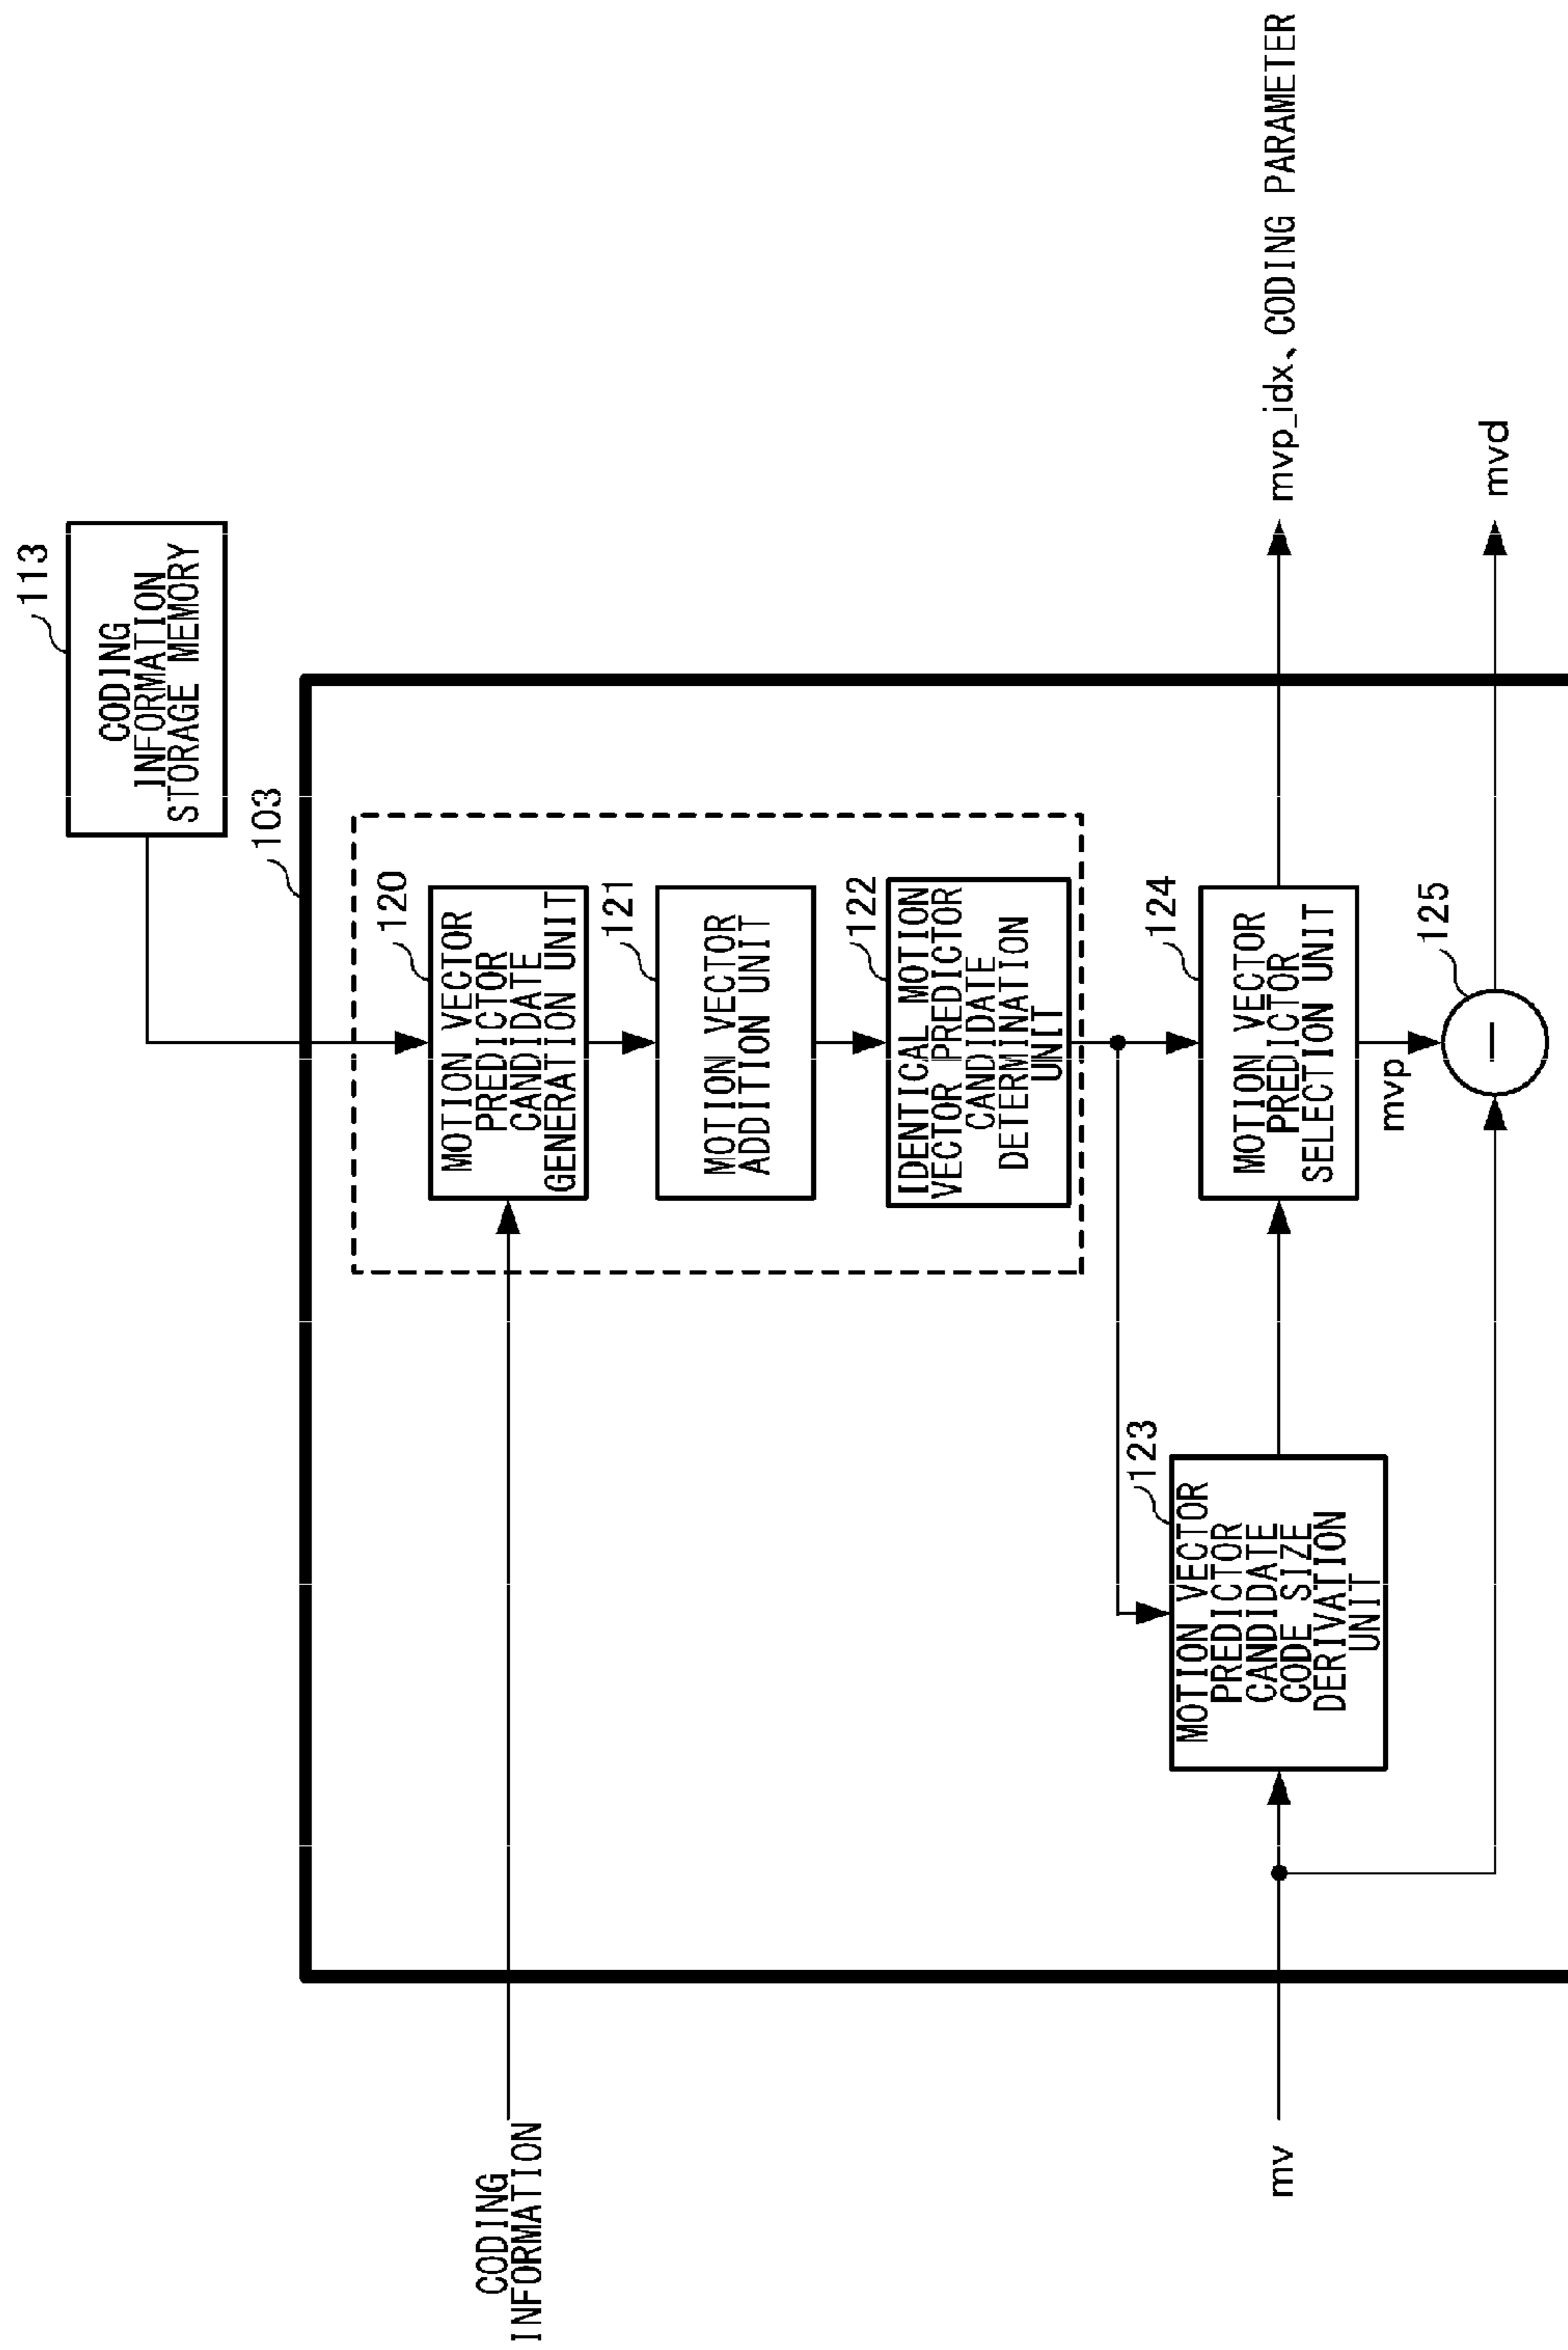 113
CODING
INFORMATION
STORAGE MEMORY
103
120
MOTION VECTOR
PREDICTOR
CANDIDATE
GENERATION UNIT
CODING
INFORMATION
121
MOTION VECTOR
ADDITION UNIT
122
IDENTICAL MOTION
VECTOR PREDICTOR
CANDIDATE
DETERMINATION
UNIT
123
MOTION VECTOR
PREDICTOR
CANDIDATE
CODE SIZE
DERIVATION
UNIT
124
MOTION VECTOR
PREDICTOR
SELECTION UNIT
mv
mvp_idx、CODING PARAMETER
mvp
125
mvd